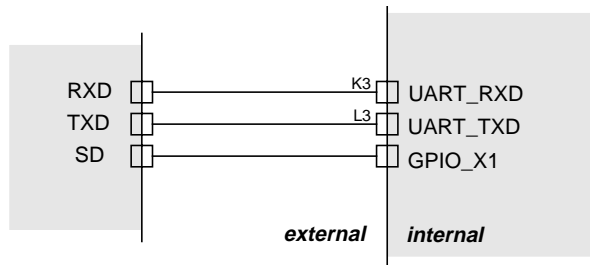 RXD K3 UART_RXD
TXD L3 UART_TXD
SD GPIO_X1
external internal